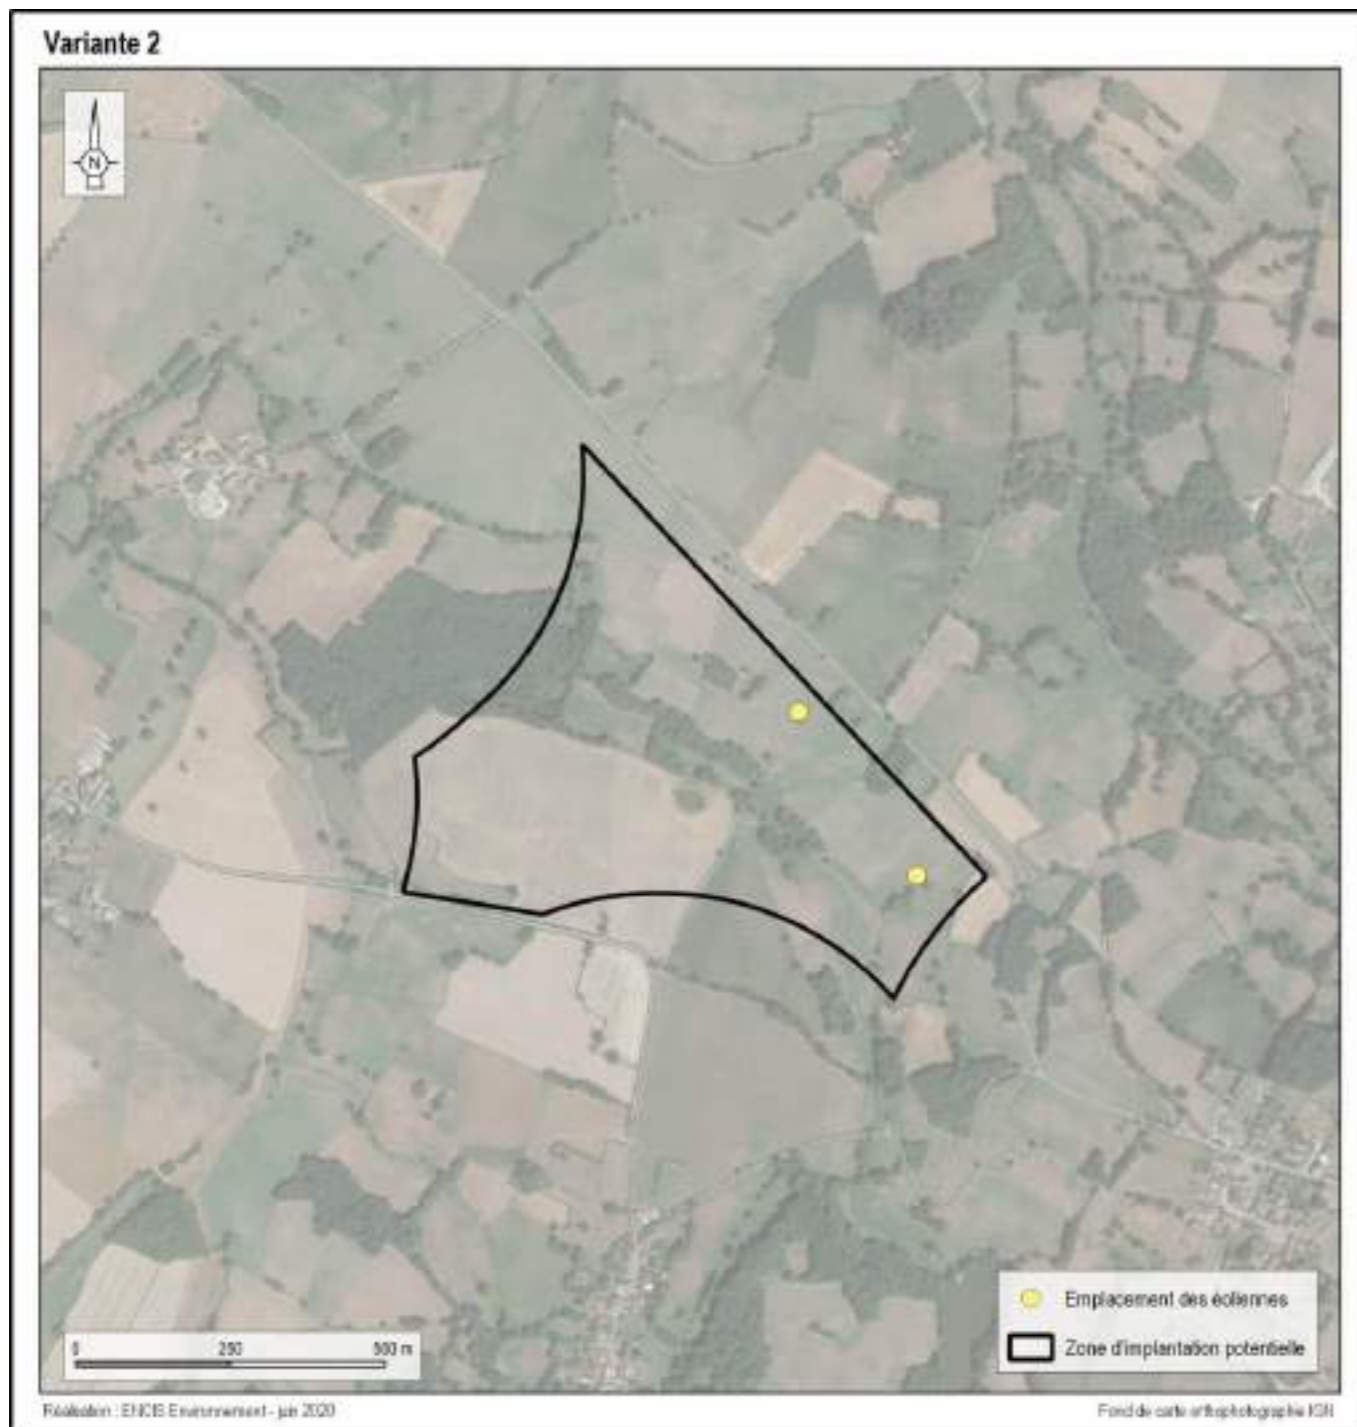 Variante 2
N
Emplacement des éoliennes
Zone d'implantation potentielle
0 250 500 m
Réalisation : ENCIS Environnement - juin 2020
Fond de carte orthophotographie IGN